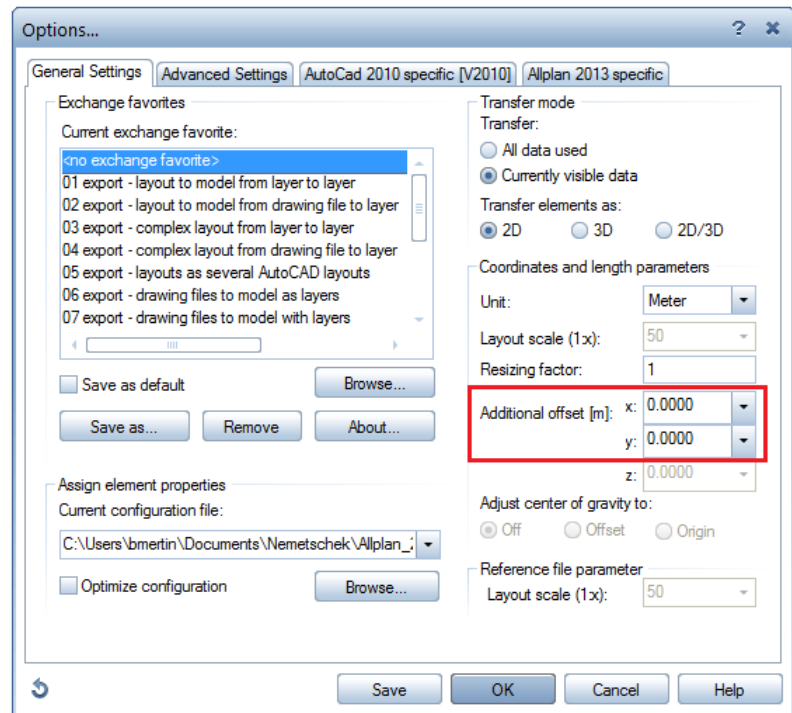 Options...
?
General Settings
Advanced Settings
AutoCad 2010 specific [V2010]
Allplan 2013 specific
Exchange favorites
Current exchange favorite:
<no exchange favorite>
01 export - layout to model from layer to layer
02 export - layout to model from drawing file to layer
03 export - complex layout from layer to layer
04 export - complex layout from drawing file to layer
05 export - layouts as several AutoCAD layouts
06 export - drawing files to model as layers
07 export - drawing files to model with layers
Save as default
Browse...
Save as...
Remove
About...
Assign element properties
Current configuration file:
C:\Users\bmertin\Documents\Nemetschek\Allplan_
Optimize configuration
Browse...
Transfer mode
Transfer:
All data used
Currently visible data
Transfer elements as:
2D
3D
2D/3D
Coordinates and length parameters
Unit:
Meter
Layout scale (1:x):
50
Resizing factor:
1
Additional offset [m]:
x:
0.0000
y:
0.0000
z:
0.0000
Adjust center of gravity to:
Off
Offset
Origin
Reference file parameter
Layout scale (1:x):
50
Save
OK
Cancel
Help